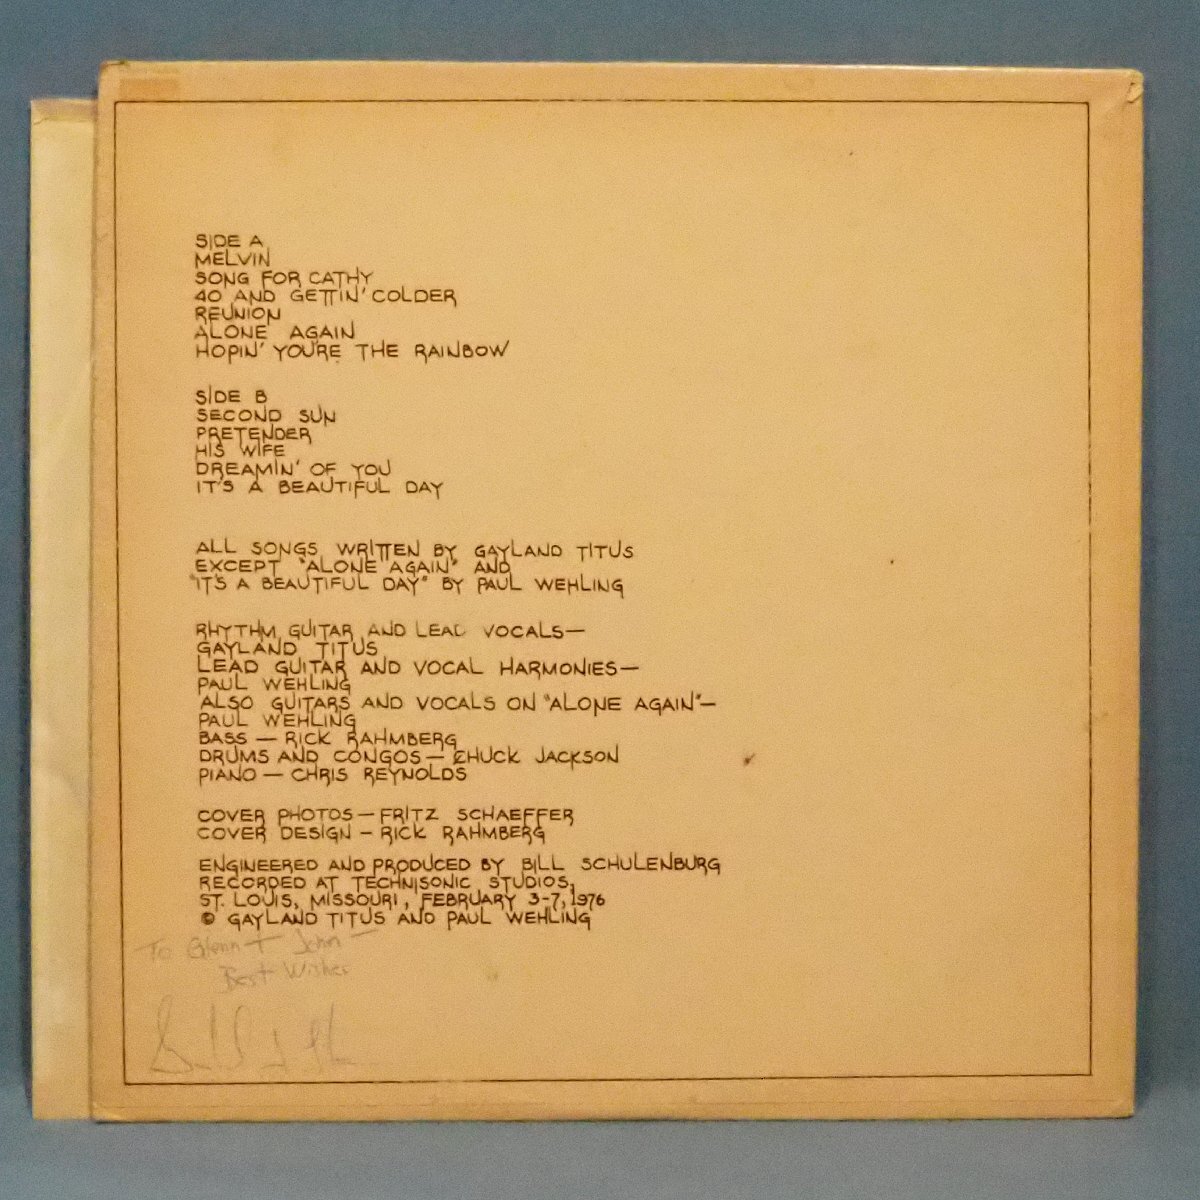 SIDE A
MELVIN
SONG FOR CATHY
40 AND GETTIN' COLDER
REUNION
ALONE AGAIN
HOPIN' YOU'RE THE RAINBOW
SIDE B
SECOND SUN
PRETENDER
HIS WIFE
DREAMIN' OF YOU
IT'S A BEAUTIFUL DAY
ALL SONGS WRITTEN BY GAYLAND TITUS
EXCEPT "ALONE AGAIN" AND
"IT'S A BEAUTIFUL DAY" BY PAUL WEHLING
RHYTHM GUITAR AND LEAD VOCALS—
GAYLAND TITUS
LEAD GUITAR AND VOCAL HARMONIES—
PAUL WEHLING
ALSO GUITARS AND VOCALS ON "ALONE AGAIN"—
PAUL WEHLING
BASS — RICK RAHMBERG
DRUMS AND CONGOS — CHUCK JACKSON
PIANO — CHRIS REYNOLDS
COVER PHOTOS — FRITZ SCHAEFFER
COVER DESIGN — RICK RAHMBERG
ENGINEERED AND PRODUCED BY BILL SCHULENBURG
RECORDED AT TECHNISONIC STUDIOS,
ST. LOUIS, MISSOURI, FEBRUARY 3-7, 1976
© GAYLAND TITUS AND PAUL WEHLING
To Glenn + John —
Best Wishes